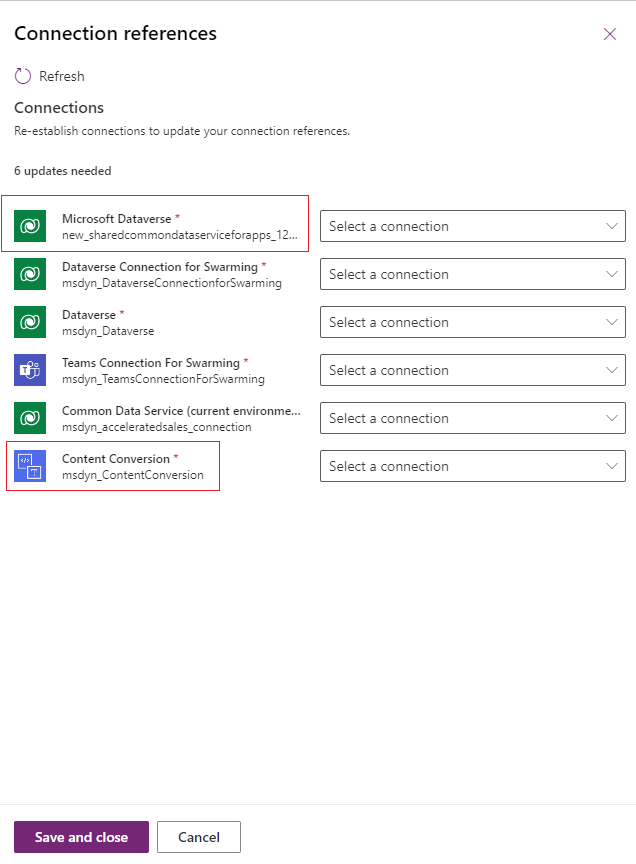 Connection references
Refresh
Connections
Re-establish connections to update your connection references.
6 updates needed
Microsoft Dataverse *
new_sharedcommondataserviceforapps_12...
Select a connection
Dataverse Connection for Swarming *
msdyn_DataverseConnectionforSwarming
Select a connection
Dataverse *
msdyn_Dataverse
Select a connection
Teams Connection For Swarming *
msdyn_TeamsConnectionForSwarming
Select a connection
Common Data Service (current environme...
msdyn_acceleratedsales_connection
Select a connection
Content Conversion *
msdyn_ContentConversion
Select a connection
Save and close
Cancel